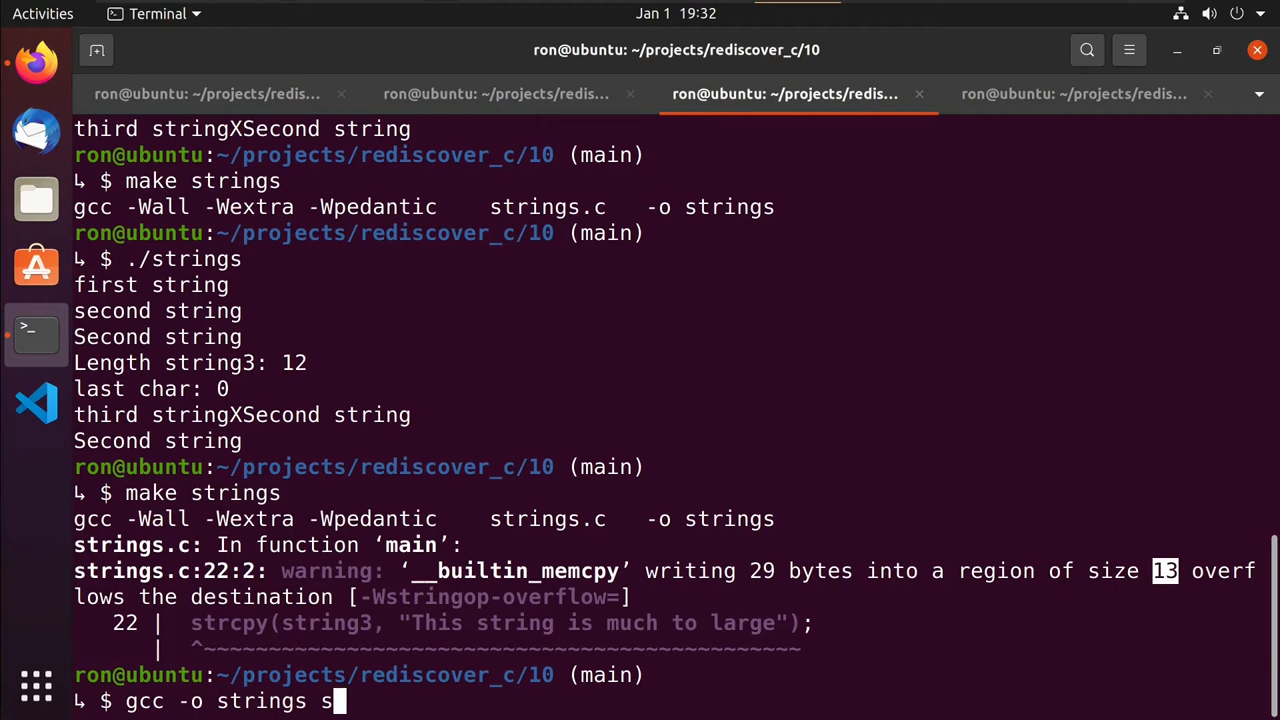 Activities Terminal Jan 1 19:32
ron@ubuntu: ~/projects/rediscover_c/10
ron@ubuntu: ~/projects/redis... ron@ubuntu: ~/projects/redis... ron@ubuntu: ~/projects/redis... ron@ubuntu: ~/projects/redis...
third stringXSecond string
ron@ubuntu:~/projects/rediscover_c/10 (main)
↳ $ make strings
gcc -Wall -Wextra -Wpedantic    strings.c   -o strings
ron@ubuntu:~/projects/rediscover_c/10 (main)
↳ $ ./strings
first string
second string
Second string
Length string3: 12
last char: 0
third stringXSecond string
Second string
ron@ubuntu:~/projects/rediscover_c/10 (main)
↳ $ make strings
gcc -Wall -Wextra -Wpedantic    strings.c   -o strings
strings.c: In function ‘main’:
strings.c:22:2: warning: ‘__builtin_memcpy’ writing 29 bytes into a region of size 13 overf
lows the destination [-Wstringop-overflow=]
   22 |  strcpy(string3, "This string is much to large");
      |  ^~~~~~~~~~~~~~~~~~~~~~~~~~~~~~~~~~~~~~~~~~~~~~~
ron@ubuntu:~/projects/rediscover_c/10 (main)
↳ $ gcc -o strings s